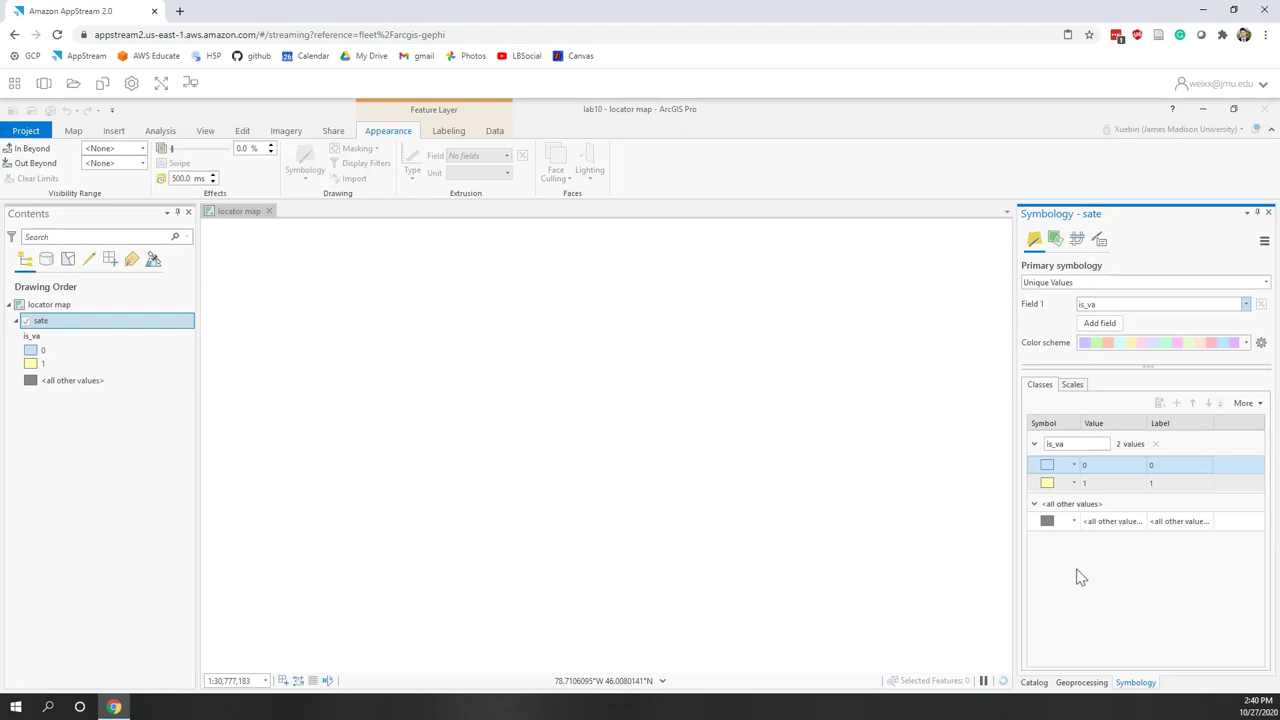 Amazon AppStream 2.0
appstream2.us-east-1.aws.amazon.com/#/streaming?reference=fleet%2Farcgis-gephi
GCP AppStream AWS Educate H5P github Calendar My Drive gmail Photos LBSocial Canvas
weixx@jmu.edu
Feature Layer
lab10 - locator map - ArcGIS Pro
Project Map Insert Analysis View Edit Imagery Share Appearance Labeling Data
Xuebin (James Madison University)
In Beyond <None> 0.0 % Masking Field No fields
Out Beyond <None> Swipe Symbology Display Filters Type Unit Face Culling Lighting
Clear Limits 500.0 ms Import
Visibility Range Effects Drawing Extrusion Faces
Contents
locator map
Symbology - sate
Search
Primary symbology
Unique Values
Drawing Order
locator map
Field 1 is_va
sate
Add field
is_va
Color scheme
0
1
<all other values>
Classes Scales
More
Symbol Value Label
is_va 2 values
0 0
1 1
<all other values>
<all other value... <all other value...
1:30,777,183
78.7106095°W 46.0080141°N
Selected Features: 0
Catalog Geoprocessing Symbology
2:40 PM
10/27/2020